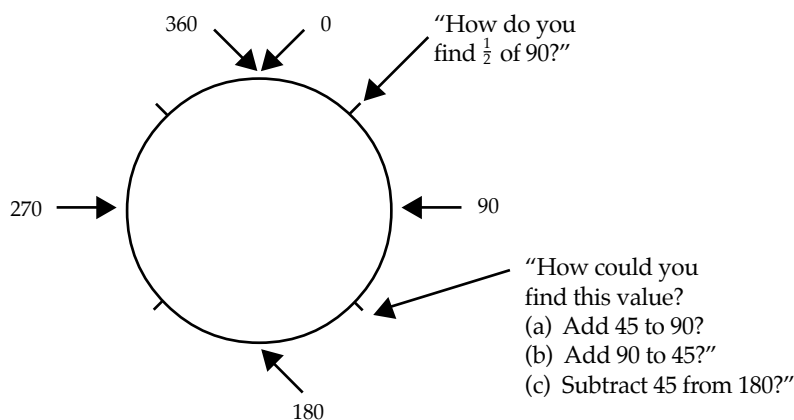 360
0
“How do you
find 1/2 of 90?”
270
90
“How could you
find this value?
(a) Add 45 to 90?
(b) Add 90 to 45?”
(c) Subtract 45 from 180?”
180